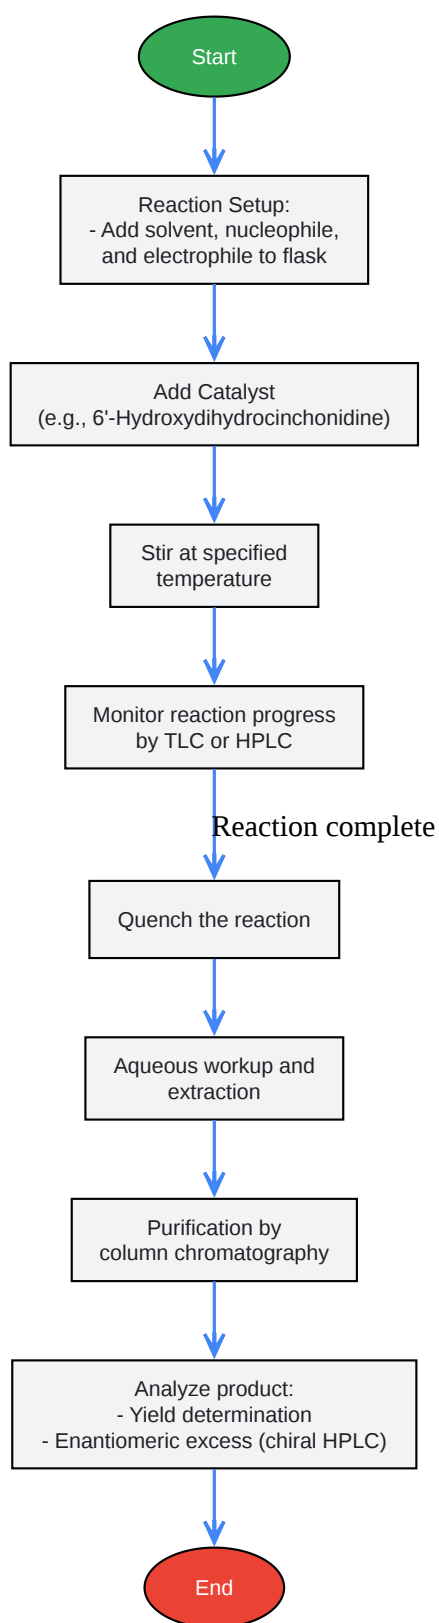 Start
Reaction Setup:
- Add solvent, nucleophile,
and electrophile to flask
Add Catalyst
(e.g., 6'-Hydroxydihydrocinchonidine)
Stir at specified
temperature
Monitor reaction progress
by TLC or HPLC
Reaction complete
Quench the reaction
Aqueous workup and
extraction
Purification by
column chromatography
Analyze product:
- Yield determination
- Enantiomeric excess (chiral HPLC)
End